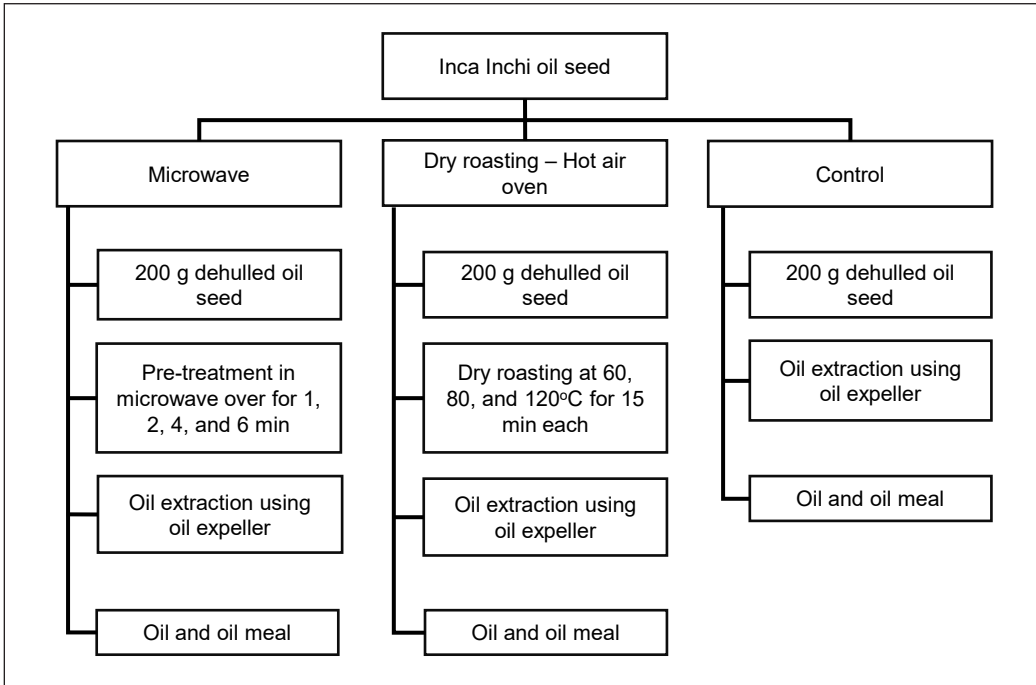 Inca Inchi oil seed
Microwave
Dry roasting – Hot air
oven
Control
200 g dehulled oil
seed
Pre-treatment in
microwave over for 1,
2, 4, and 6 min
Oil extraction using
oil expeller
Oil and oil meal
200 g dehulled oil
seed
Dry roasting at 60,
80, and 120°C for 15
min each
Oil extraction using
oil expeller
Oil and oil meal
200 g dehulled oil
seed
Oil extraction using
oil expeller
Oil and oil meal